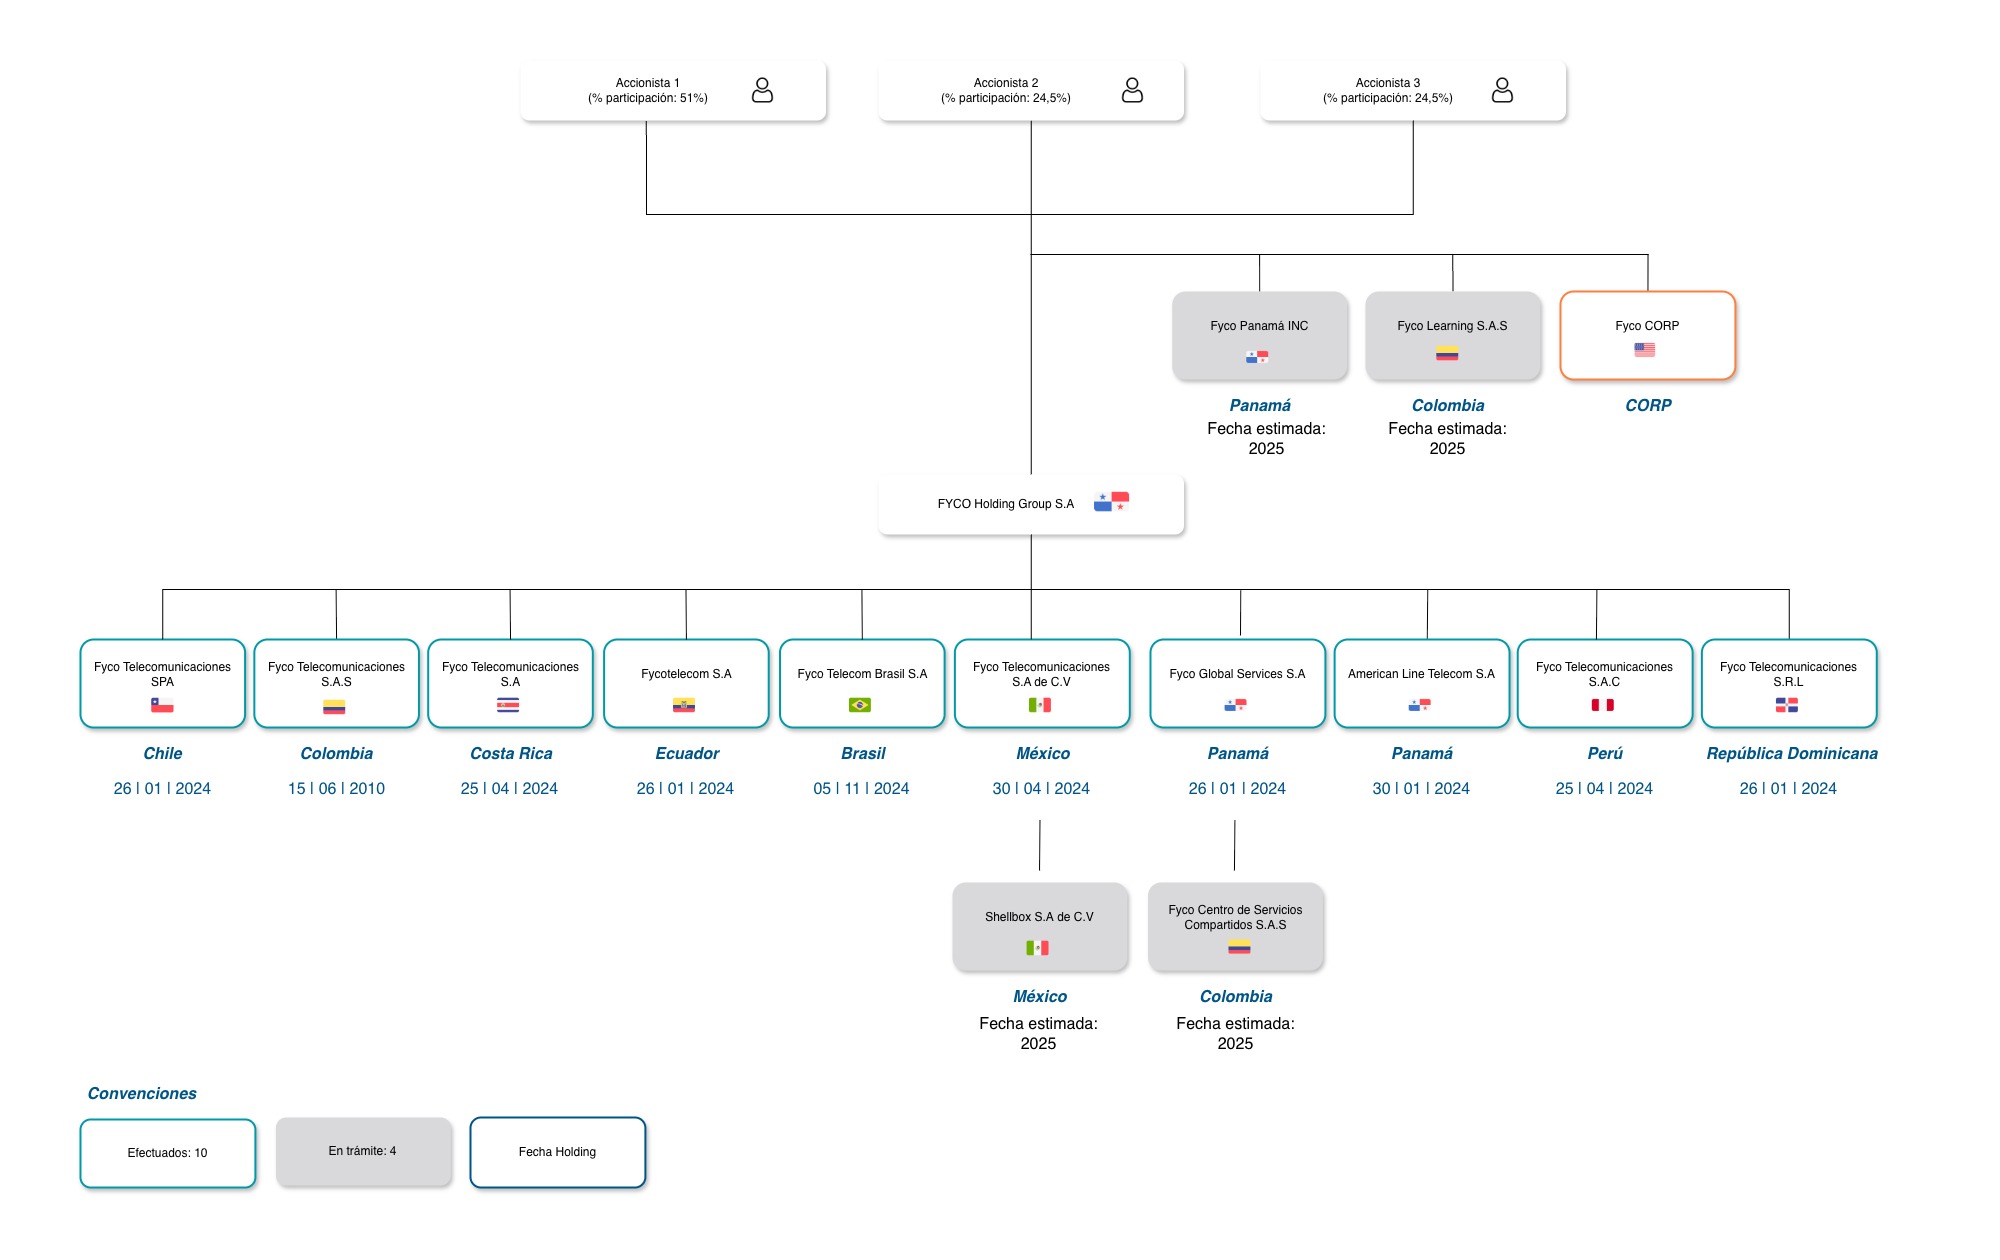 Accionista 1
(% participación: 51%)
Accionista 2
(% participación: 24,5%)
Accionista 3
(% participación: 24,5%)
Fyco Panamá INC
Fyco Learning S.A.S
Fyco CORP
Panamá
Fecha estimada:
2025
Colombia
Fecha estimada:
2025
CORP
FYCO Holding Group S.A
Fyco Telecomunicaciones
SPA
Fyco Telecomunicaciones
S.A.S
Fyco Telecomunicaciones
S.A
Fycotelecom S.A
Fyco Telecom Brasil S.A
Fyco Telecomunicaciones
S.A de C.V
Fyco Global Services S.A
American Line Telecom S.A
Fyco Telecomunicaciones
S.A.C
Fyco Telecomunicaciones
S.R.L
Chile
Colombia
Costa Rica
Ecuador
Brasil
México
Panamá
Panamá
Perú
República Dominicana
26 | 01 | 2024
15 | 06 | 2010
25 | 04 | 2024
26 | 01 | 2024
05 | 11 | 2024
30 | 04 | 2024
26 | 01 | 2024
30 | 01 | 2024
25 | 04 | 2024
26 | 01 | 2024
Shellbox S.A de C.V
Fyco Centro de Servicios
Compartidos S.A.S
México
Fecha estimada:
2025
Colombia
Fecha estimada:
2025
Convenciones
Efectuados: 10
En trámite: 4
Fecha Holding